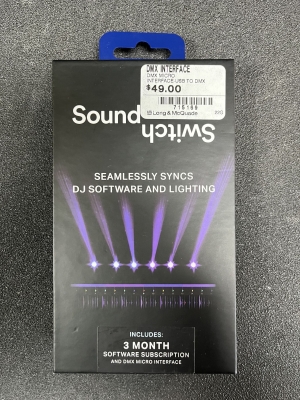 DMX INTERFACE
DMX MICRO
INTERFACE USB TO DMX
$49.00
715169
Long & McQuade
Sound
Switch
SEAMLESSLY SYNCS
DJ SOFTWARE AND LIGHTING
INCLUDES:
3 MONTH
SOFTWARE SUBSCRIPTION
AND DMX MICRO INTERFACE